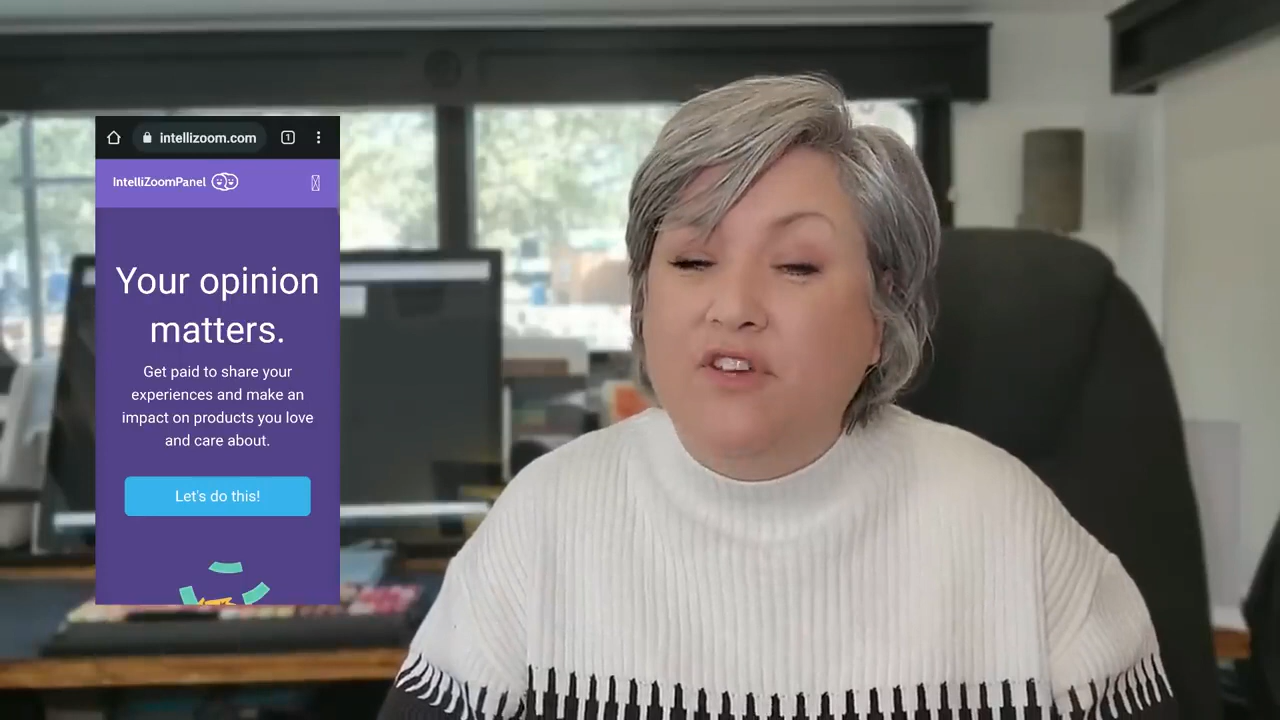 intellizoom.com
1
IntelliZoomPanel
Your opinion
matters.
Get paid to share your
experiences and make an
impact on products you love
and care about.
Let's do this!